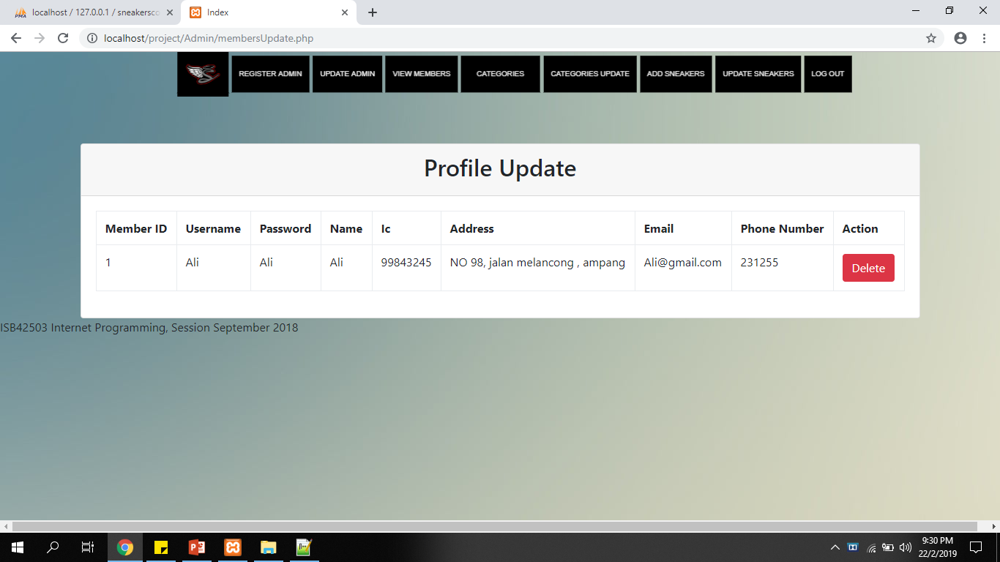 localhost / 127.0.0.1 / sneakersco
Index
localhost/project/Admin/membersUpdate.php
REGISTER ADMIN UPDATE ADMIN VIEW MEMBERS CATEGORIES CATEGORIES UPDATE ADD SNEAKERS UPDATE SNEAKERS LOG OUT
Profile Update
Member ID Username Password Name Ic Address Email Phone Number Action
1 Ali Ali Ali 99843245 NO 98, jalan melancong , ampang Ali@gmail.com 231255 Delete
ISB42503 Internet Programming, Session September 2018
9:30 PM
22/2/2019